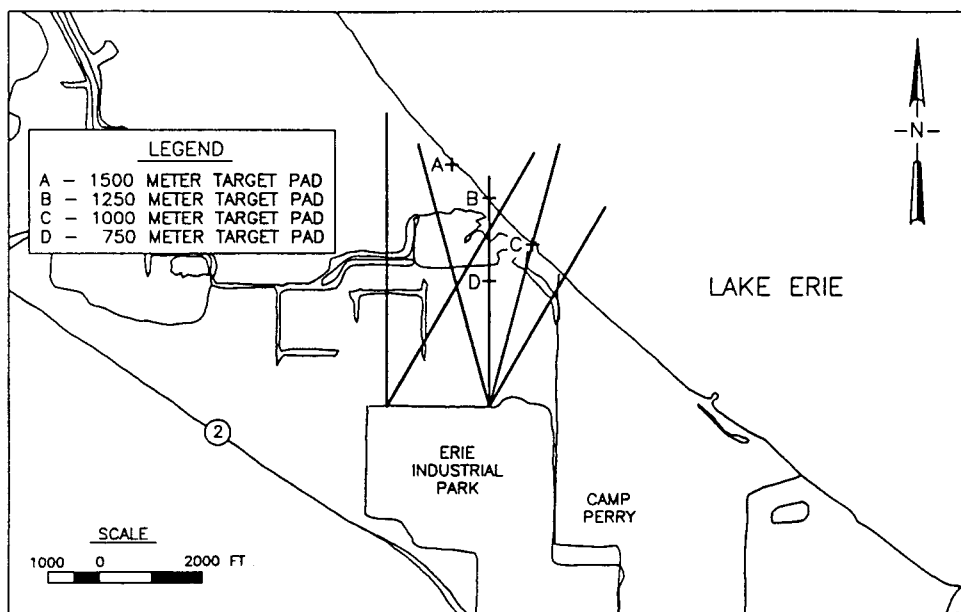 LEGEND
A - 1500 METER TARGET PAD
B - 1250 METER TARGET PAD
C - 1000 METER TARGET PAD
D - 750 METER TARGET PAD
-N-
A
B
C
D
LAKE ERIE
2
ERIE
INDUSTRIAL
PARK
CAMP
PERRY
SCALE
1000 0 2000 FT.